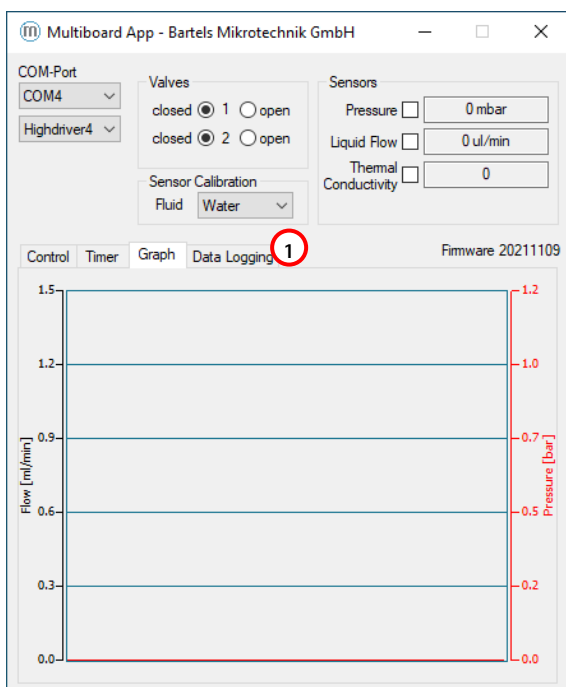 Multiboard App - Bartels Mikrotechnik GmbH
COM-Port
COM4
Highdriver4
Valves
closed 1 open
closed 2 open
Sensor Calibration
Fluid Water
Sensors
Pressure 0 mbar
Liquid Flow 0 ul/min
Thermal
Conductivity 0
Control Timer Graph Data Logging 1 Firmware 20211109
1.5 1.2
1.2 1.0
0.9 0.7
0.6 0.5
0.3 0.2
0.0 0.0
Flow [ml/min]
Pressure [bar]